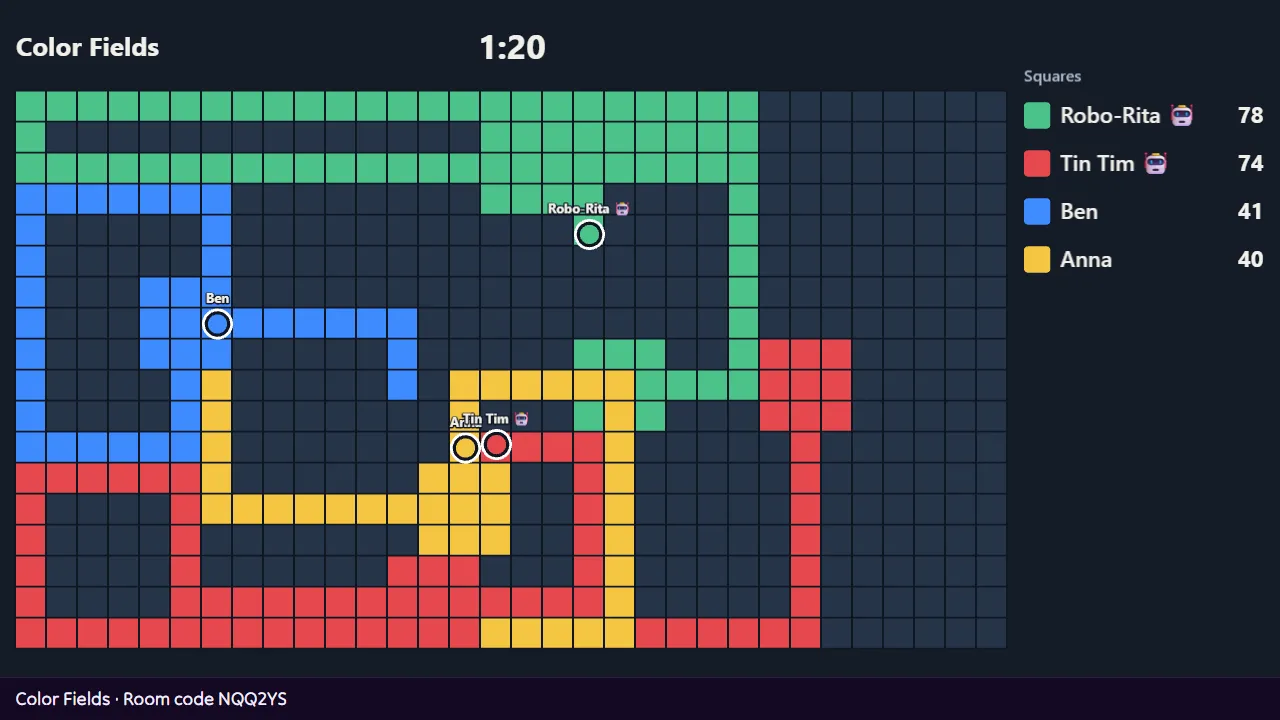 Color Fields
1:20
Squares
Robo-Rita 78
Tin Tim 74
Ben 41
Anna 40
Robo-Rita
Ben
Tin Tim
Color Fields · Room code NQQ2YS